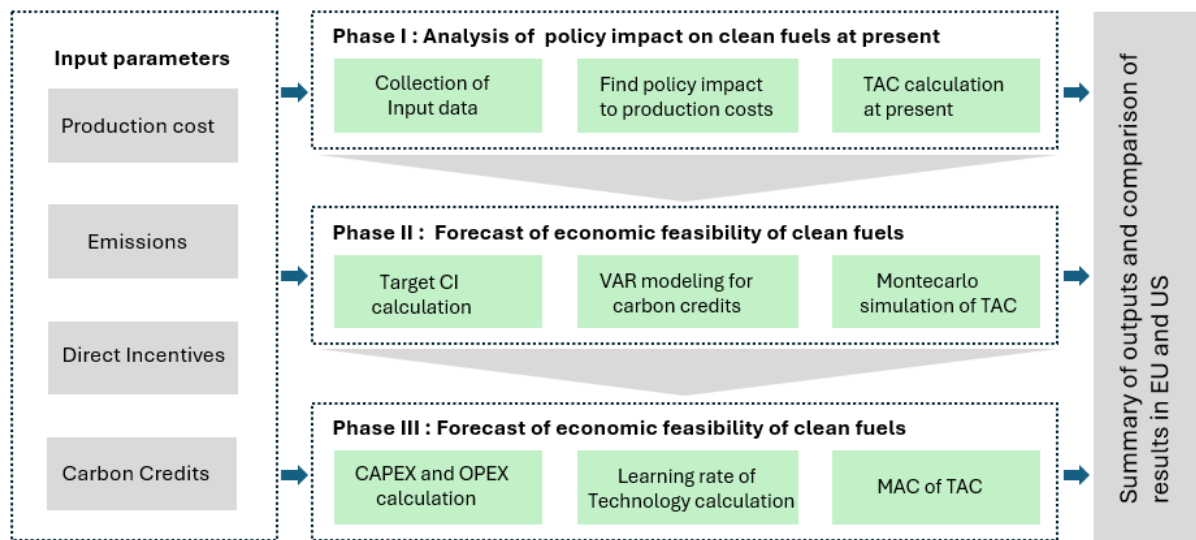 Input parameters
Production cost
Emissions
Direct Incentives
Carbon Credits
Phase I : Analysis of policy impact on clean fuels at present
Collection of
Input data
Find policy impact
to production costs
TAC calculation
at present
Phase II : Forecast of economic feasibility of clean fuels
Target CI
calculation
VAR modeling for
carbon credits
Montecarlo
simulation of TAC
Phase III : Forecast of economic feasibility of clean fuels
CAPEX and OPEX
calculation
Learning rate of
Technology calculation
MAC of TAC
Summary of outputs and comparison of
results in EU and US